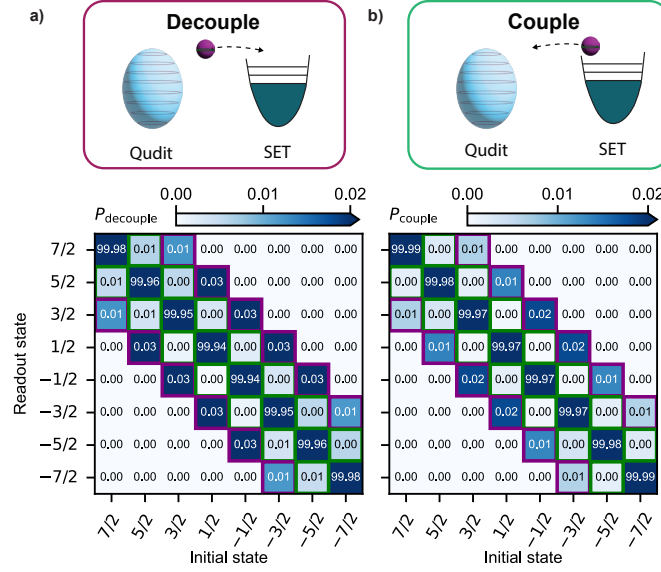 a)
Decouple
Qudit
SET
0.00 0.01 0.02
P_decouple
7/2 99.98 0.01 0.01 0.00 0.00 0.00 0.00 0.00
5/2 0.01 99.96 0.00 0.03 0.00 0.00 0.00 0.00
3/2 0.01 0.01 99.95 0.00 0.03 0.00 0.00 0.00
1/2 0.00 0.03 0.00 99.94 0.00 0.03 0.00 0.00
−1/2 0.00 0.00 0.03 0.00 99.94 0.00 0.03 0.00
−3/2 0.00 0.00 0.00 0.03 0.00 99.95 0.00 0.01
−5/2 0.00 0.00 0.00 0.00 0.03 0.01 99.96 0.00
−7/2 0.00 0.00 0.00 0.00 0.00 0.01 0.01 99.98
Readout state
7/2 5/2 3/2 1/2 −1/2 −3/2 −5/2 −7/2
Initial state
b)
Couple
Qudit
SET
0.00 0.01 0.02
P_couple
99.99 0.00 0.01 0.00 0.00 0.00 0.00 0.00
0.00 99.98 0.00 0.01 0.00 0.00 0.00 0.00
0.01 0.00 99.97 0.00 0.02 0.00 0.00 0.00
0.00 0.01 0.00 99.97 0.00 0.02 0.00 0.00
0.00 0.00 0.02 0.00 99.97 0.00 0.01 0.00
0.00 0.00 0.00 0.02 0.00 99.97 0.00 0.01
0.00 0.00 0.00 0.00 0.01 0.00 99.98 0.00
0.00 0.00 0.00 0.00 0.00 0.01 0.00 99.99
7/2 5/2 3/2 1/2 −1/2 −3/2 −5/2 −7/2
Initial state